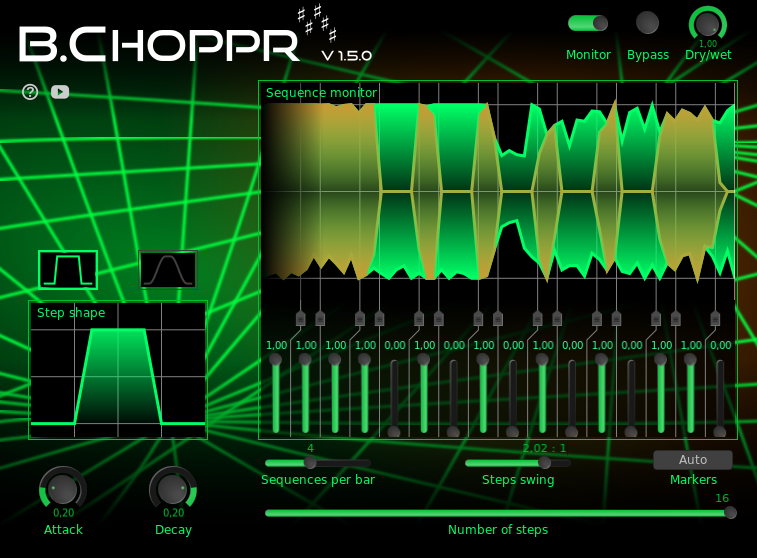 B.CHOPPR
V 1.5.0
1,00
Monitor Bypass Dry/wet
Sequence monitor
Step shape
1,00 1,00 1,00 1,00 0,00 1,00 0,00 1,00 0,00 1,00 0,00 1,00 0,00 1,00 1,00 0,00
4 2,02 : 1
Auto
Sequences per bar Steps swing Markers
16
0,20 0,20
Attack Decay Number of steps